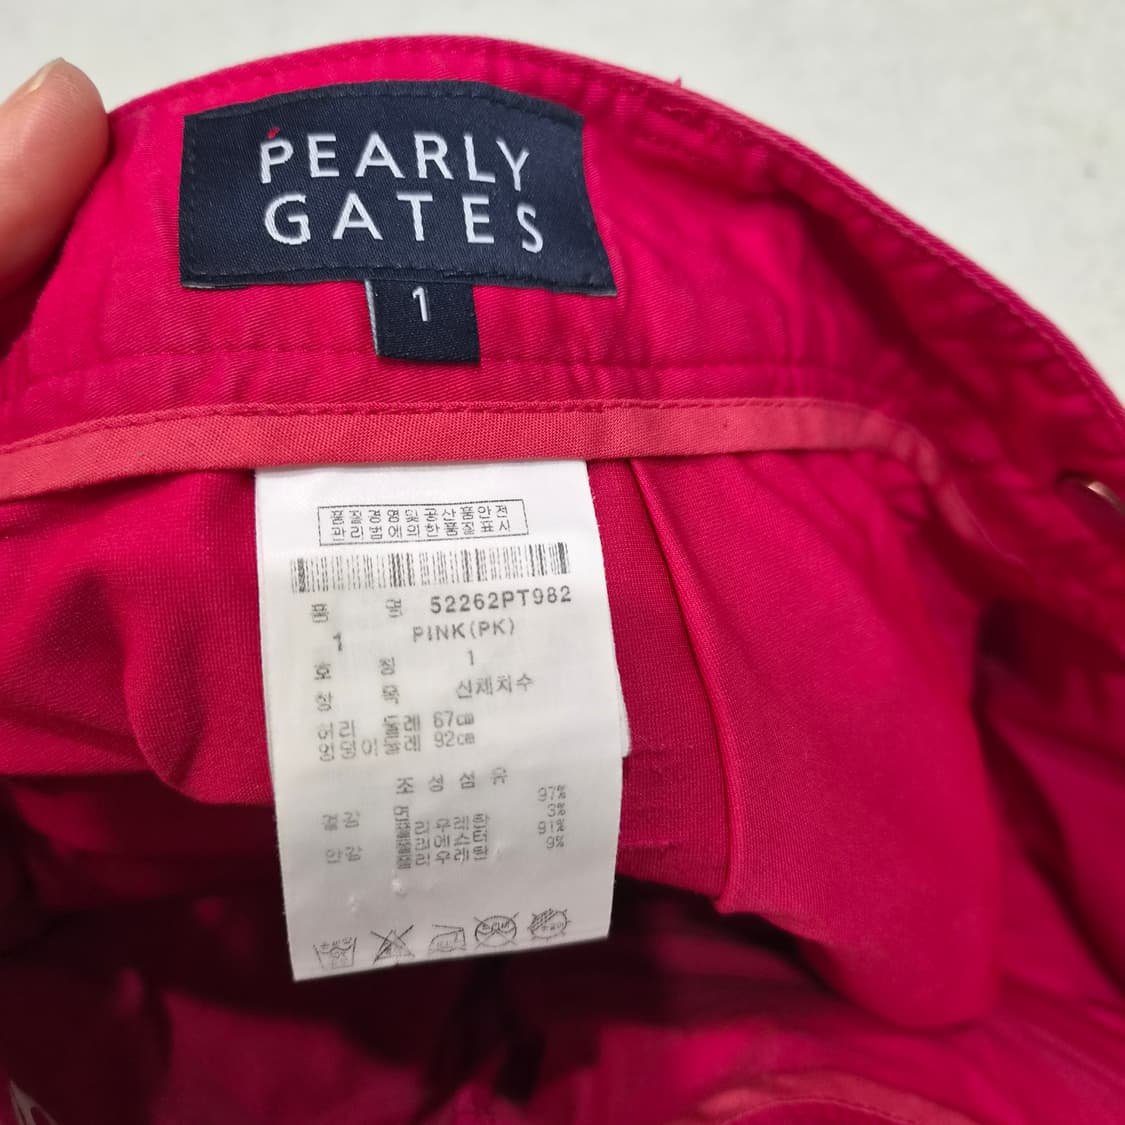 PEARLY
GATES
1
품질경영및공산품안전
관리법에의한품질표시
품 명 52262PT982
1 PINK(PK)
호 칭 1
항 목 신체치수
허리 둘레 67cm
엉덩이 둘레 92cm
조 성 섬 유
겉감
97%
3%
안감
91%
9%